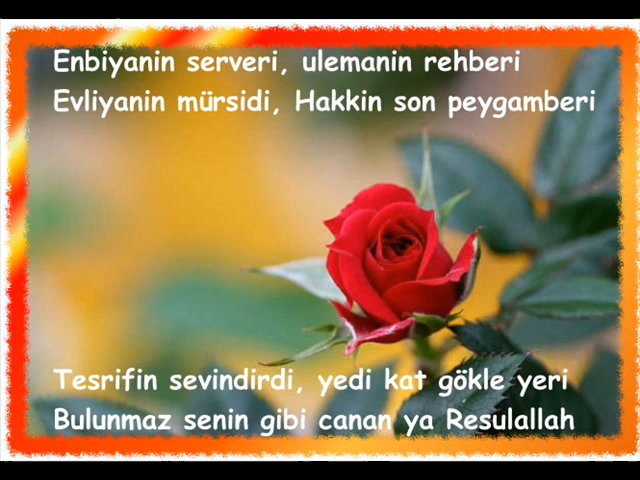 Enbiyanin serveri, ulemanin rehberi
Evliyanin mürsidi, Hakkin son peygamberi
Tesrifin sevindirdi, yedi kat gökle yeri
Bulunmaz senin gibi canan ya Resulallah